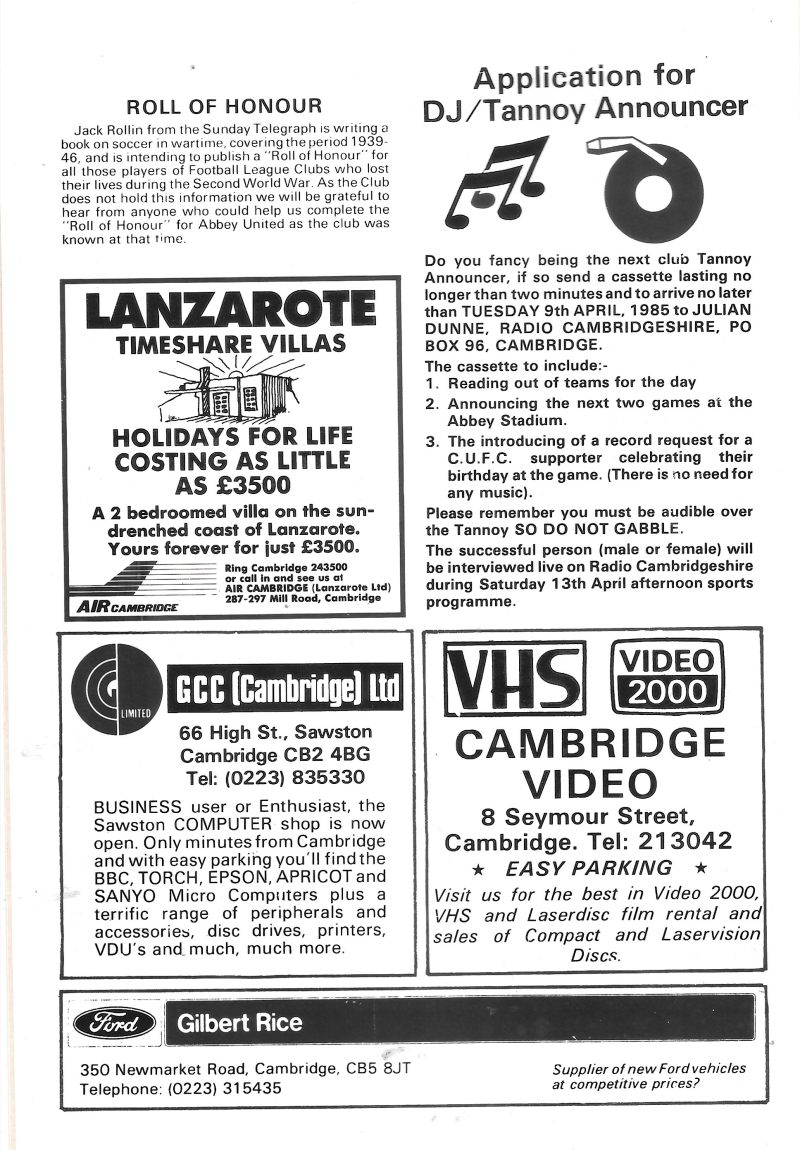 ROLL OF HONOUR
Jack Rollin from the Sunday Telegraph is writing a
book on soccer in wartime, covering the period 1939-
46, and is intending to publish a "Roll of Honour" for
all those players of Football League Clubs who lost
their lives during the Second World War. As the Club
does not hold this information we will be grateful to
hear from anyone who could help us complete the
"Roll of Honour" for Abbey United as the club was
known at that time.
LANZAROTE
TIMESHARE VILLAS
HOLIDAYS FOR LIFE
COSTING AS LITTLE
AS £3500
A 2 bedroomed villa on the sun-
drenched coast of Lanzarote.
Yours forever for just £3500.
Ring Cambridge 243500
or call in and see us at
AIR CAMBRIDGE (Lanzarote Ltd)
287-297 Mill Road, Cambridge
AIR CAMBRIDGE
Application for
DJ/Tannoy Announcer
Do you fancy being the next club Tannoy
Announcer, if so send a cassette lasting no
longer than two minutes and to arrive no later
than TUESDAY 9th APRIL, 1985 to JULIAN
DUNNE, RADIO CAMBRIDGESHIRE, PO
BOX 96, CAMBRIDGE.
The cassette to include:-
1. Reading out of teams for the day
2. Announcing the next two games at the
Abbey Stadium.
3. The introducing of a record request for a
C.U.F.C. supporter celebrating their
birthday at the game. (There is no need for
any music).
Please remember you must be audible over
the Tannoy SO DO NOT GABBLE.
The successful person (male or female) will
be interviewed live on Radio Cambridgeshire
during Saturday 13th April afternoon sports
programme.
G LIMITED
GCC (Cambridge) Ltd
66 High St., Sawston
Cambridge CB2 4BG
Tel: (0223) 835330
BUSINESS user or Enthusiast, the
Sawston COMPUTER shop is now
open. Only minutes from Cambridge
and with easy parking you'll find the
BBC, TORCH, EPSON, APRICOT and
SANYO Micro Computers plus a
terrific range of peripherals and
accessories, disc drives, printers,
VDU's and much, much more.
VHS
VIDEO
2000
CAMBRIDGE
VIDEO
8 Seymour Street,
Cambridge. Tel: 213042
★ EASY PARKING ★
Visit us for the best in Video 2000,
VHS and Laserdisc film rental and
sales of Compact and Laservision
Discs.
Ford
Gilbert Rice
350 Newmarket Road, Cambridge, CB5 8JT
Telephone: (0223) 315435
Supplier of new Ford vehicles
at competitive prices?